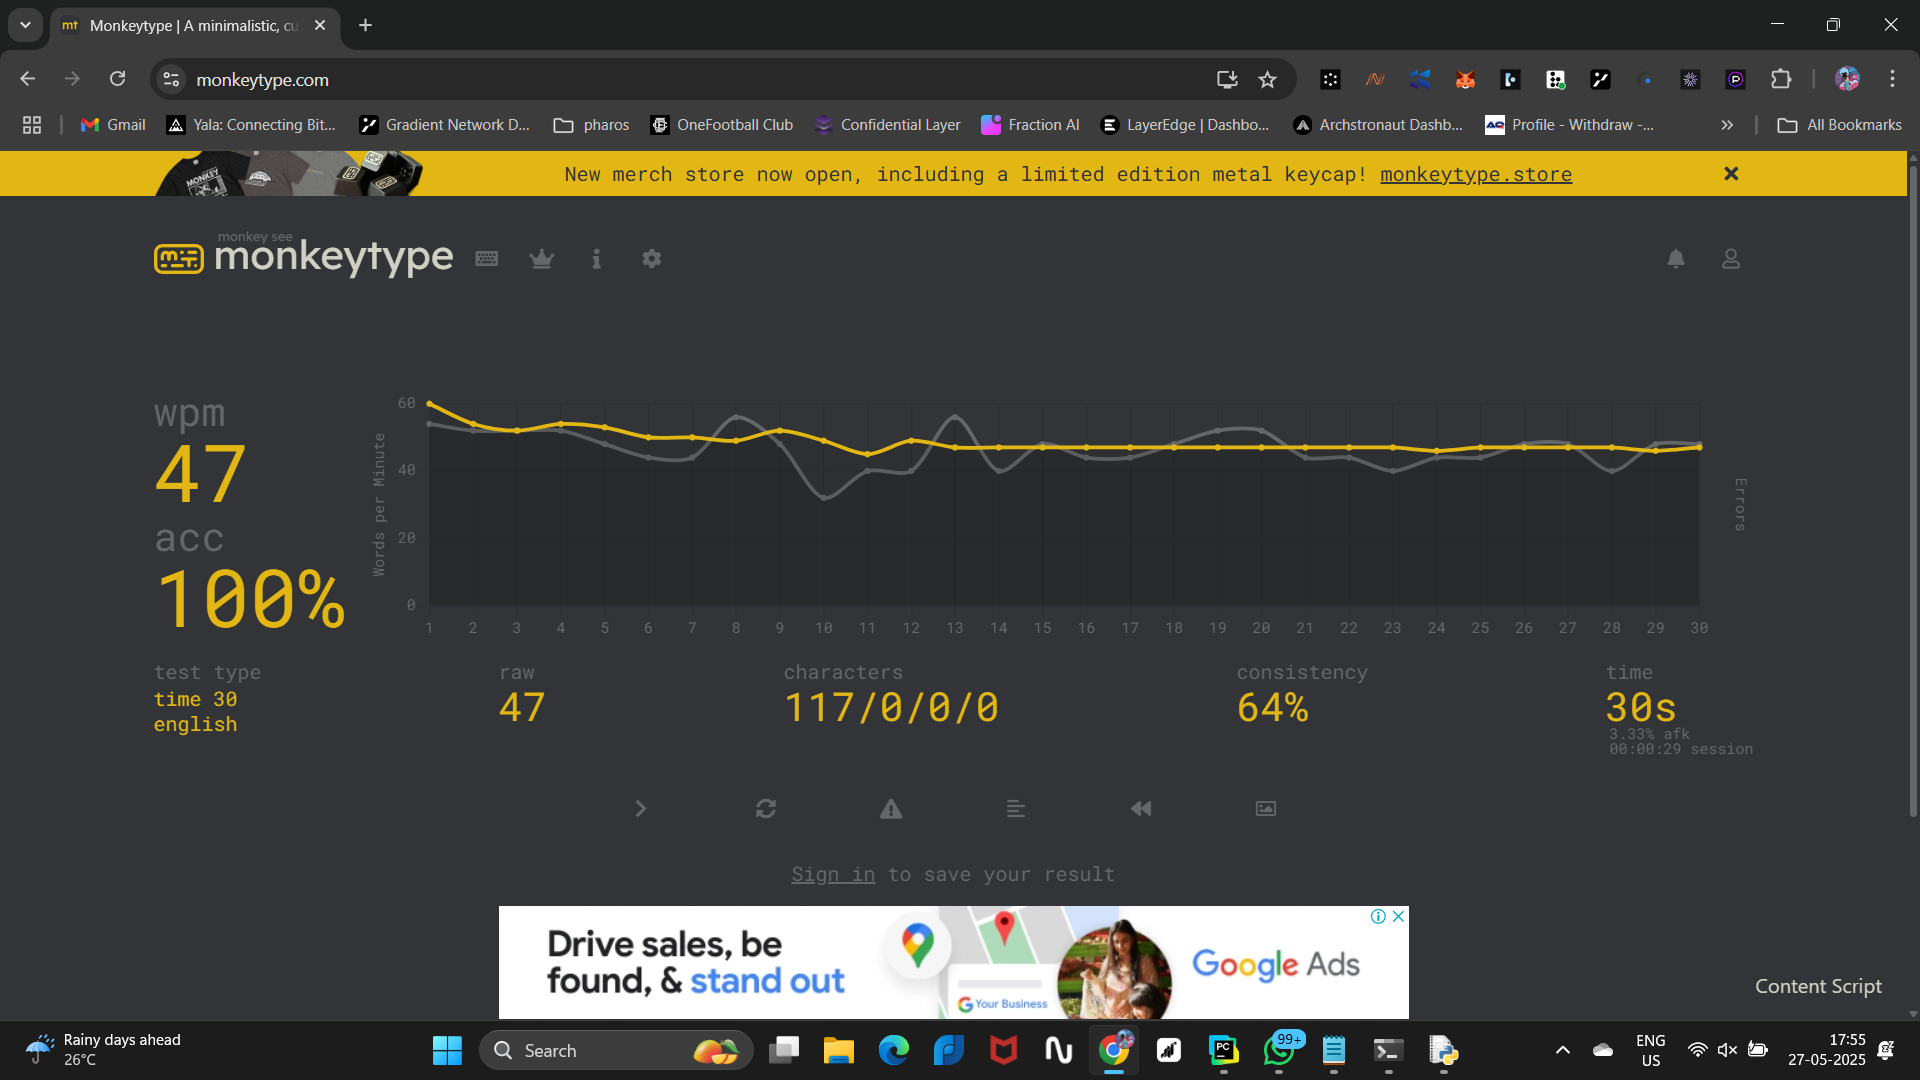 mt Monkeytype | A minimalistic, cu
monkeytype.com
Gmail Yala: Connecting Bit... Gradient Network D... pharos OneFootball Club Confidential Layer Fraction AI LayerEdge | Dashbo... Archstronaut Dashb... Profile - Withdraw -... All Bookmarks
MONKEY
New merch store now open, including a limited edition metal keycap! monkeytype.store
monkey see
monkeytype
wpm
47
acc
100%
Words per Minute
60
40
20
0
1 2 3 4 5 6 7 8 9 10 11 12 13 14 15 16 17 18 19 20 21 22 23 24 25 26 27 28 29 30
Errors
test type
time 30
english
raw
47
characters
117/0/0/0
consistency
64%
time
30s
3.33% afk
00:00:29 session
Sign in to save your result
Drive sales, be
found, & stand out
Your Business
Google Ads
Content Script
Rainy days ahead
26°C
Search
PC
99+
ENG
US
17:55
27-05-2025